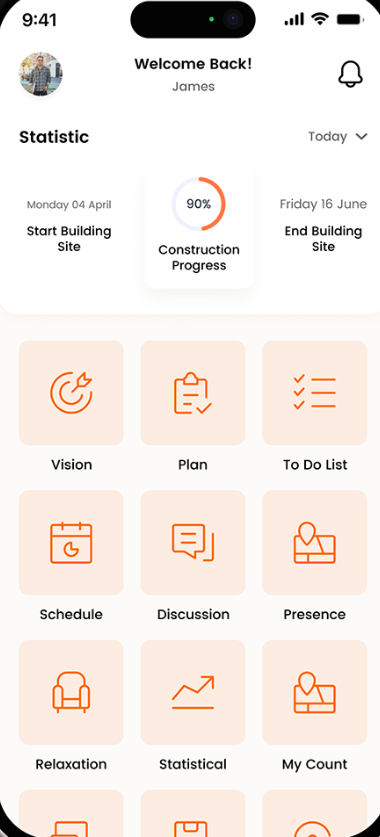 9:41
Welcome Back!
James
Statistic
Today
Monday 04 April
Start Building
Site
90%
Construction
Progress
Friday 16 June
End Building
Site
Vision
Plan
To Do List
Schedule
Discussion
Presence
Relaxation
Statistical
My Count